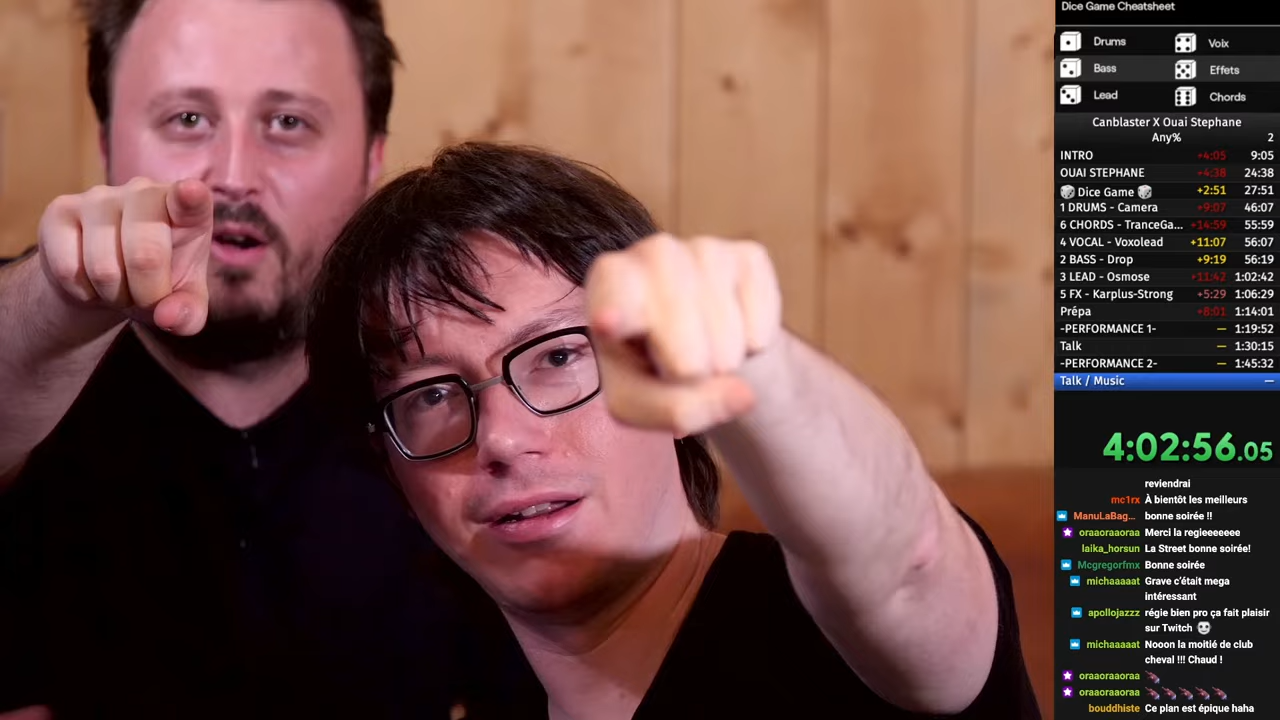 Dice Game Cheatsheet
Drums Voix
Bass Effets
Lead Chords
Canblaster X Ouai Stephane
Any% 2
INTRO +4:05 9:05
OUAI STEPHANE +4:38 24:38
🎲 Dice Game 🎲 +2:51 27:51
1 DRUMS - Camera +9:07 46:07
6 CHORDS - TranceGa... +14:59 55:59
4 VOCAL - Voxolead +11:07 56:07
2 BASS - Drop +9:19 56:19
3 LEAD - Osmose +11:42 1:02:42
5 FX - Karplus-Strong +5:29 1:06:29
Prépa +8:01 1:14:01
-PERFORMANCE 1- — 1:19:52
Talk — 1:30:15
-PERFORMANCE 2- — 1:45:32
Talk / Music —
4:02:56.05
reviendrai
mc1rx À bientôt les meilleurs
ManuLaBag... bonne soirée !!
oraaoraaoraa Merci la regieeeeeee
laika_horsun La Street bonne soirée!
Mcgregorfmx Bonne soirée
michaaaaat Grave c'était mega
intéressant
apollojazzz régie bien pro ça fait plaisir
sur Twitch
michaaaaat Nooon la moitié de club
cheval !!! Chaud !
oraaoraaoraa
oraaoraaoraa
bouddhiste Ce plan est épique haha